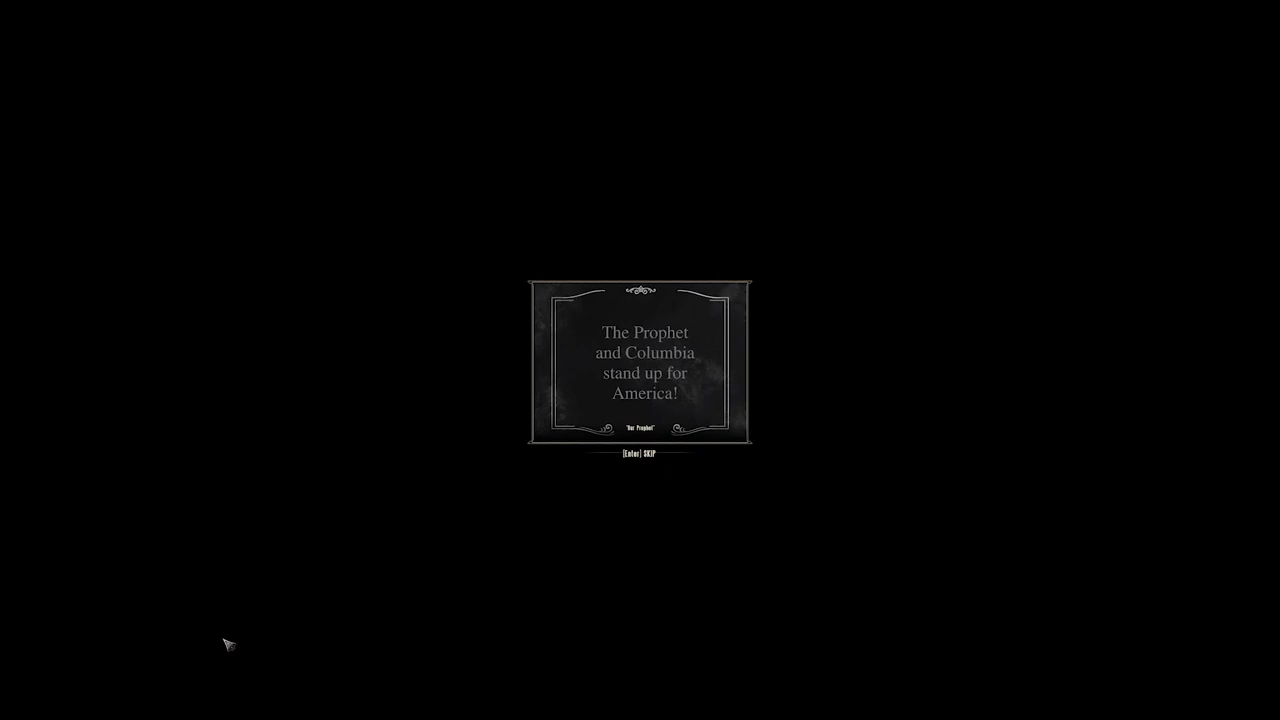 The Prophet
and Columbia
stand up for
America!
"Our Prophet"
[Enter] SKIP